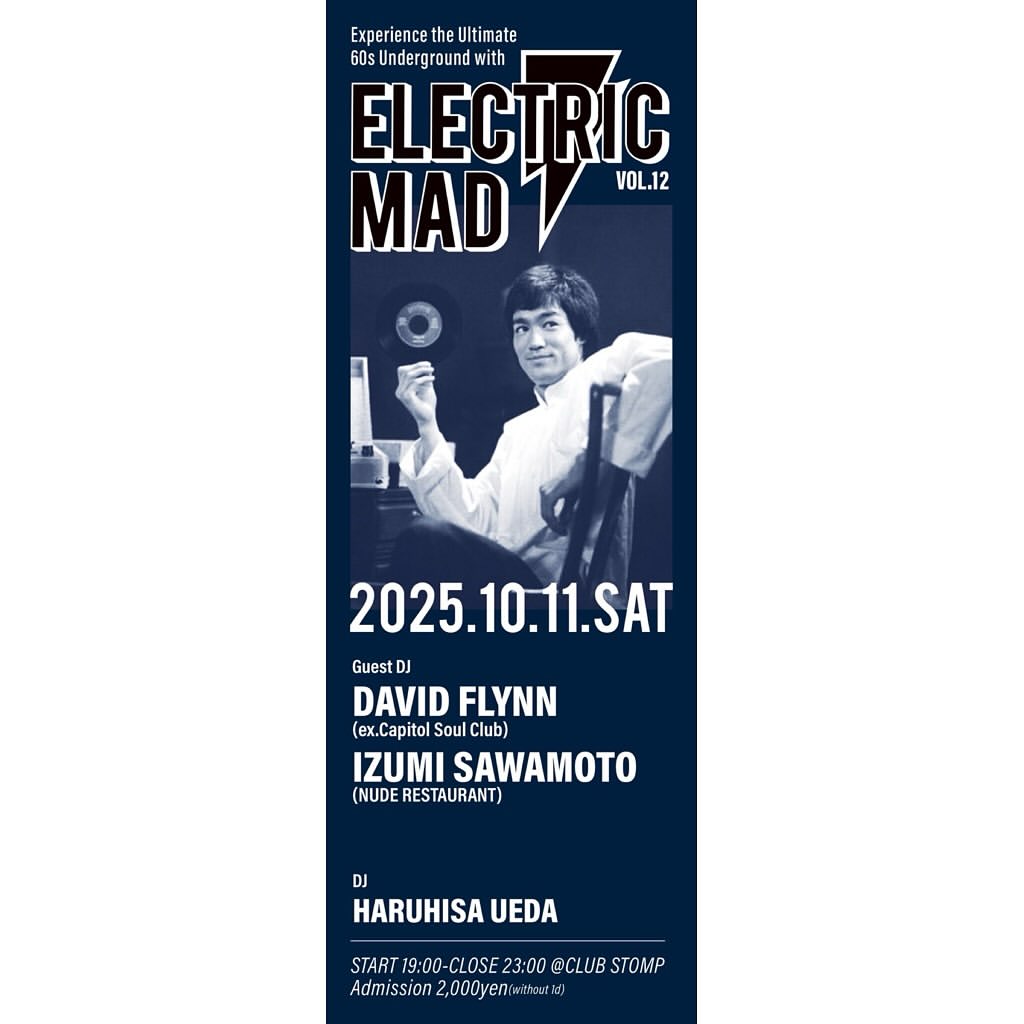 Experience the Ultimate
60s Underground with
ELECTRIC
MAD
VOL.12
2025.10.11.SAT
Guest DJ
DAVID FLYNN
(ex.Capitol Soul Club)
IZUMI SAWAMOTO
(NUDE RESTAURANT)
DJ
HARUHISA UEDA
START 19:00-CLOSE 23:00 @CLUB STOMP
Admission 2,000yen(without 1d)